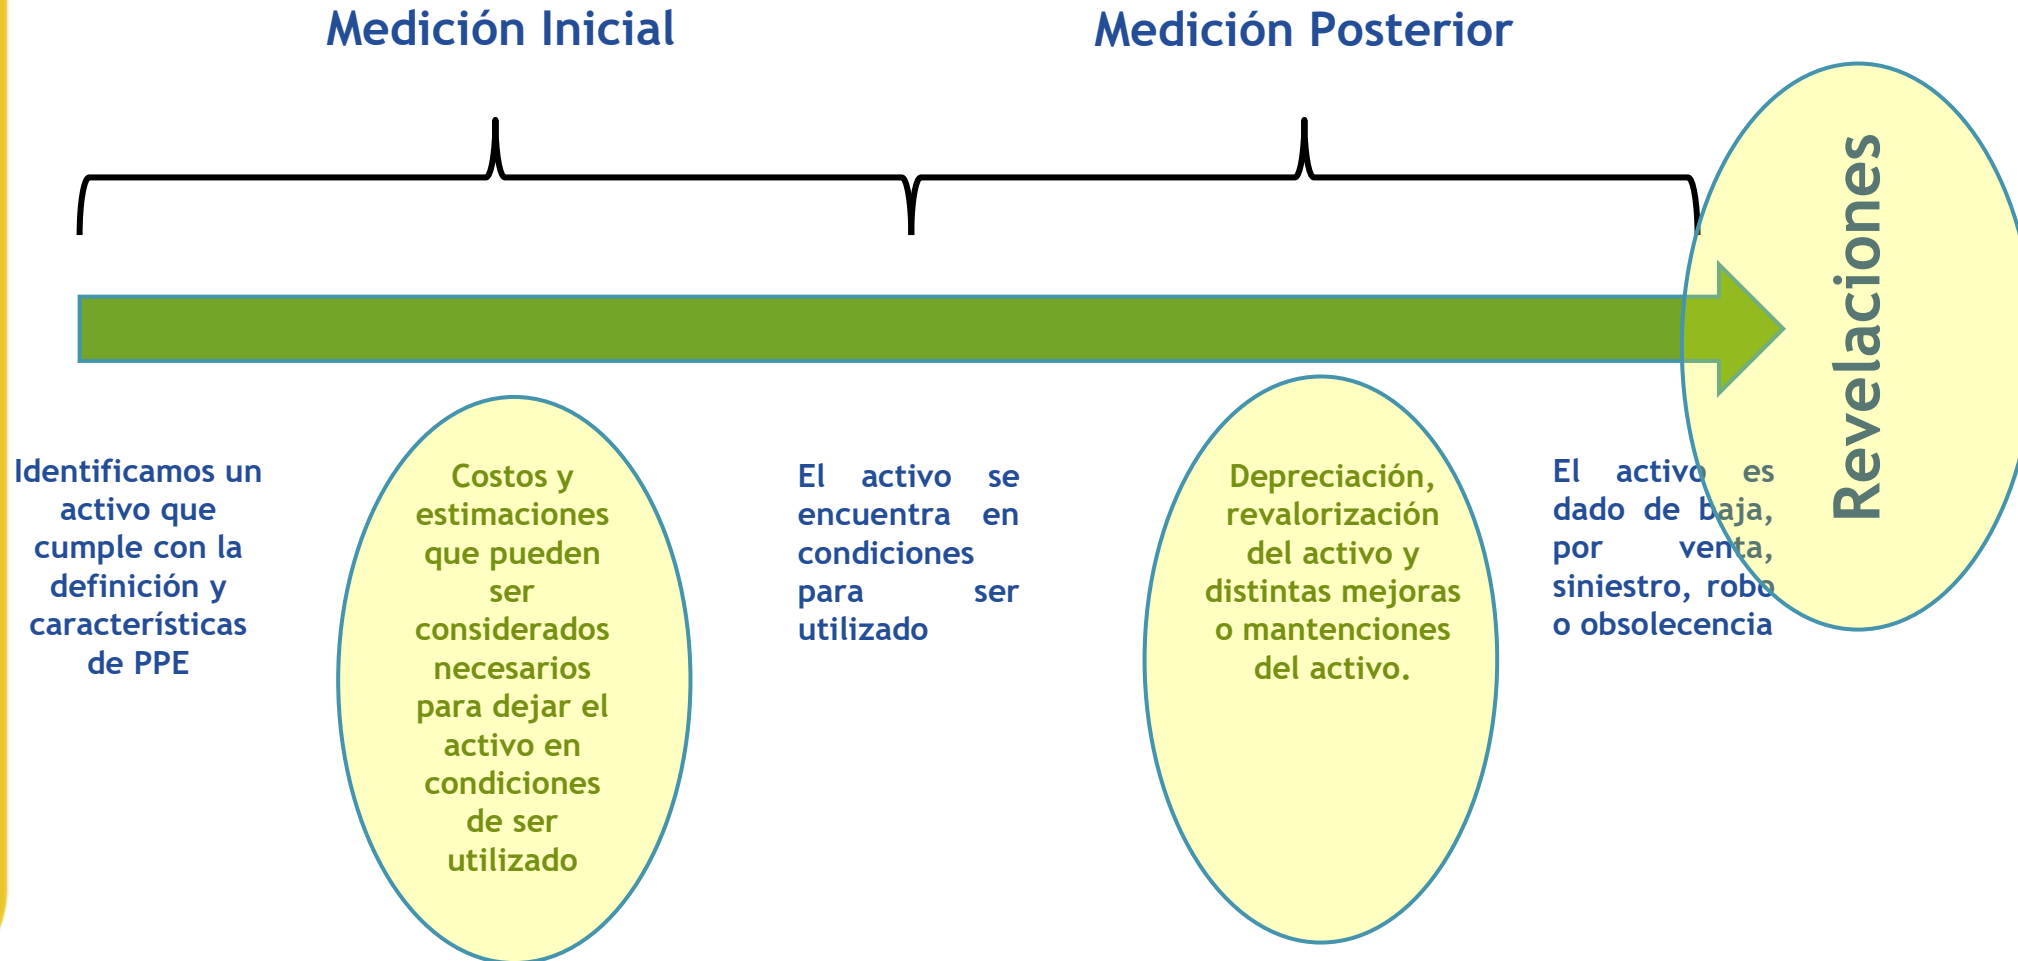 Medición Inicial
Medición Posterior
Identificamos un
activo que
cumple con la
definición y
características
de PPE
Costos y
estimaciones
que pueden
ser
considerados
necesarios
para dejar el
activo en
condiciones
de ser
utilizado
El activo se
encuentra en
condiciones
para ser
utilizado
Depreciación,
revalorización
del activo y
distintas mejoras
o mantenciones
del activo.
El activo es
dado de baja,
por venta,
siniestro, robo
o obsolecencia
Revelaciones